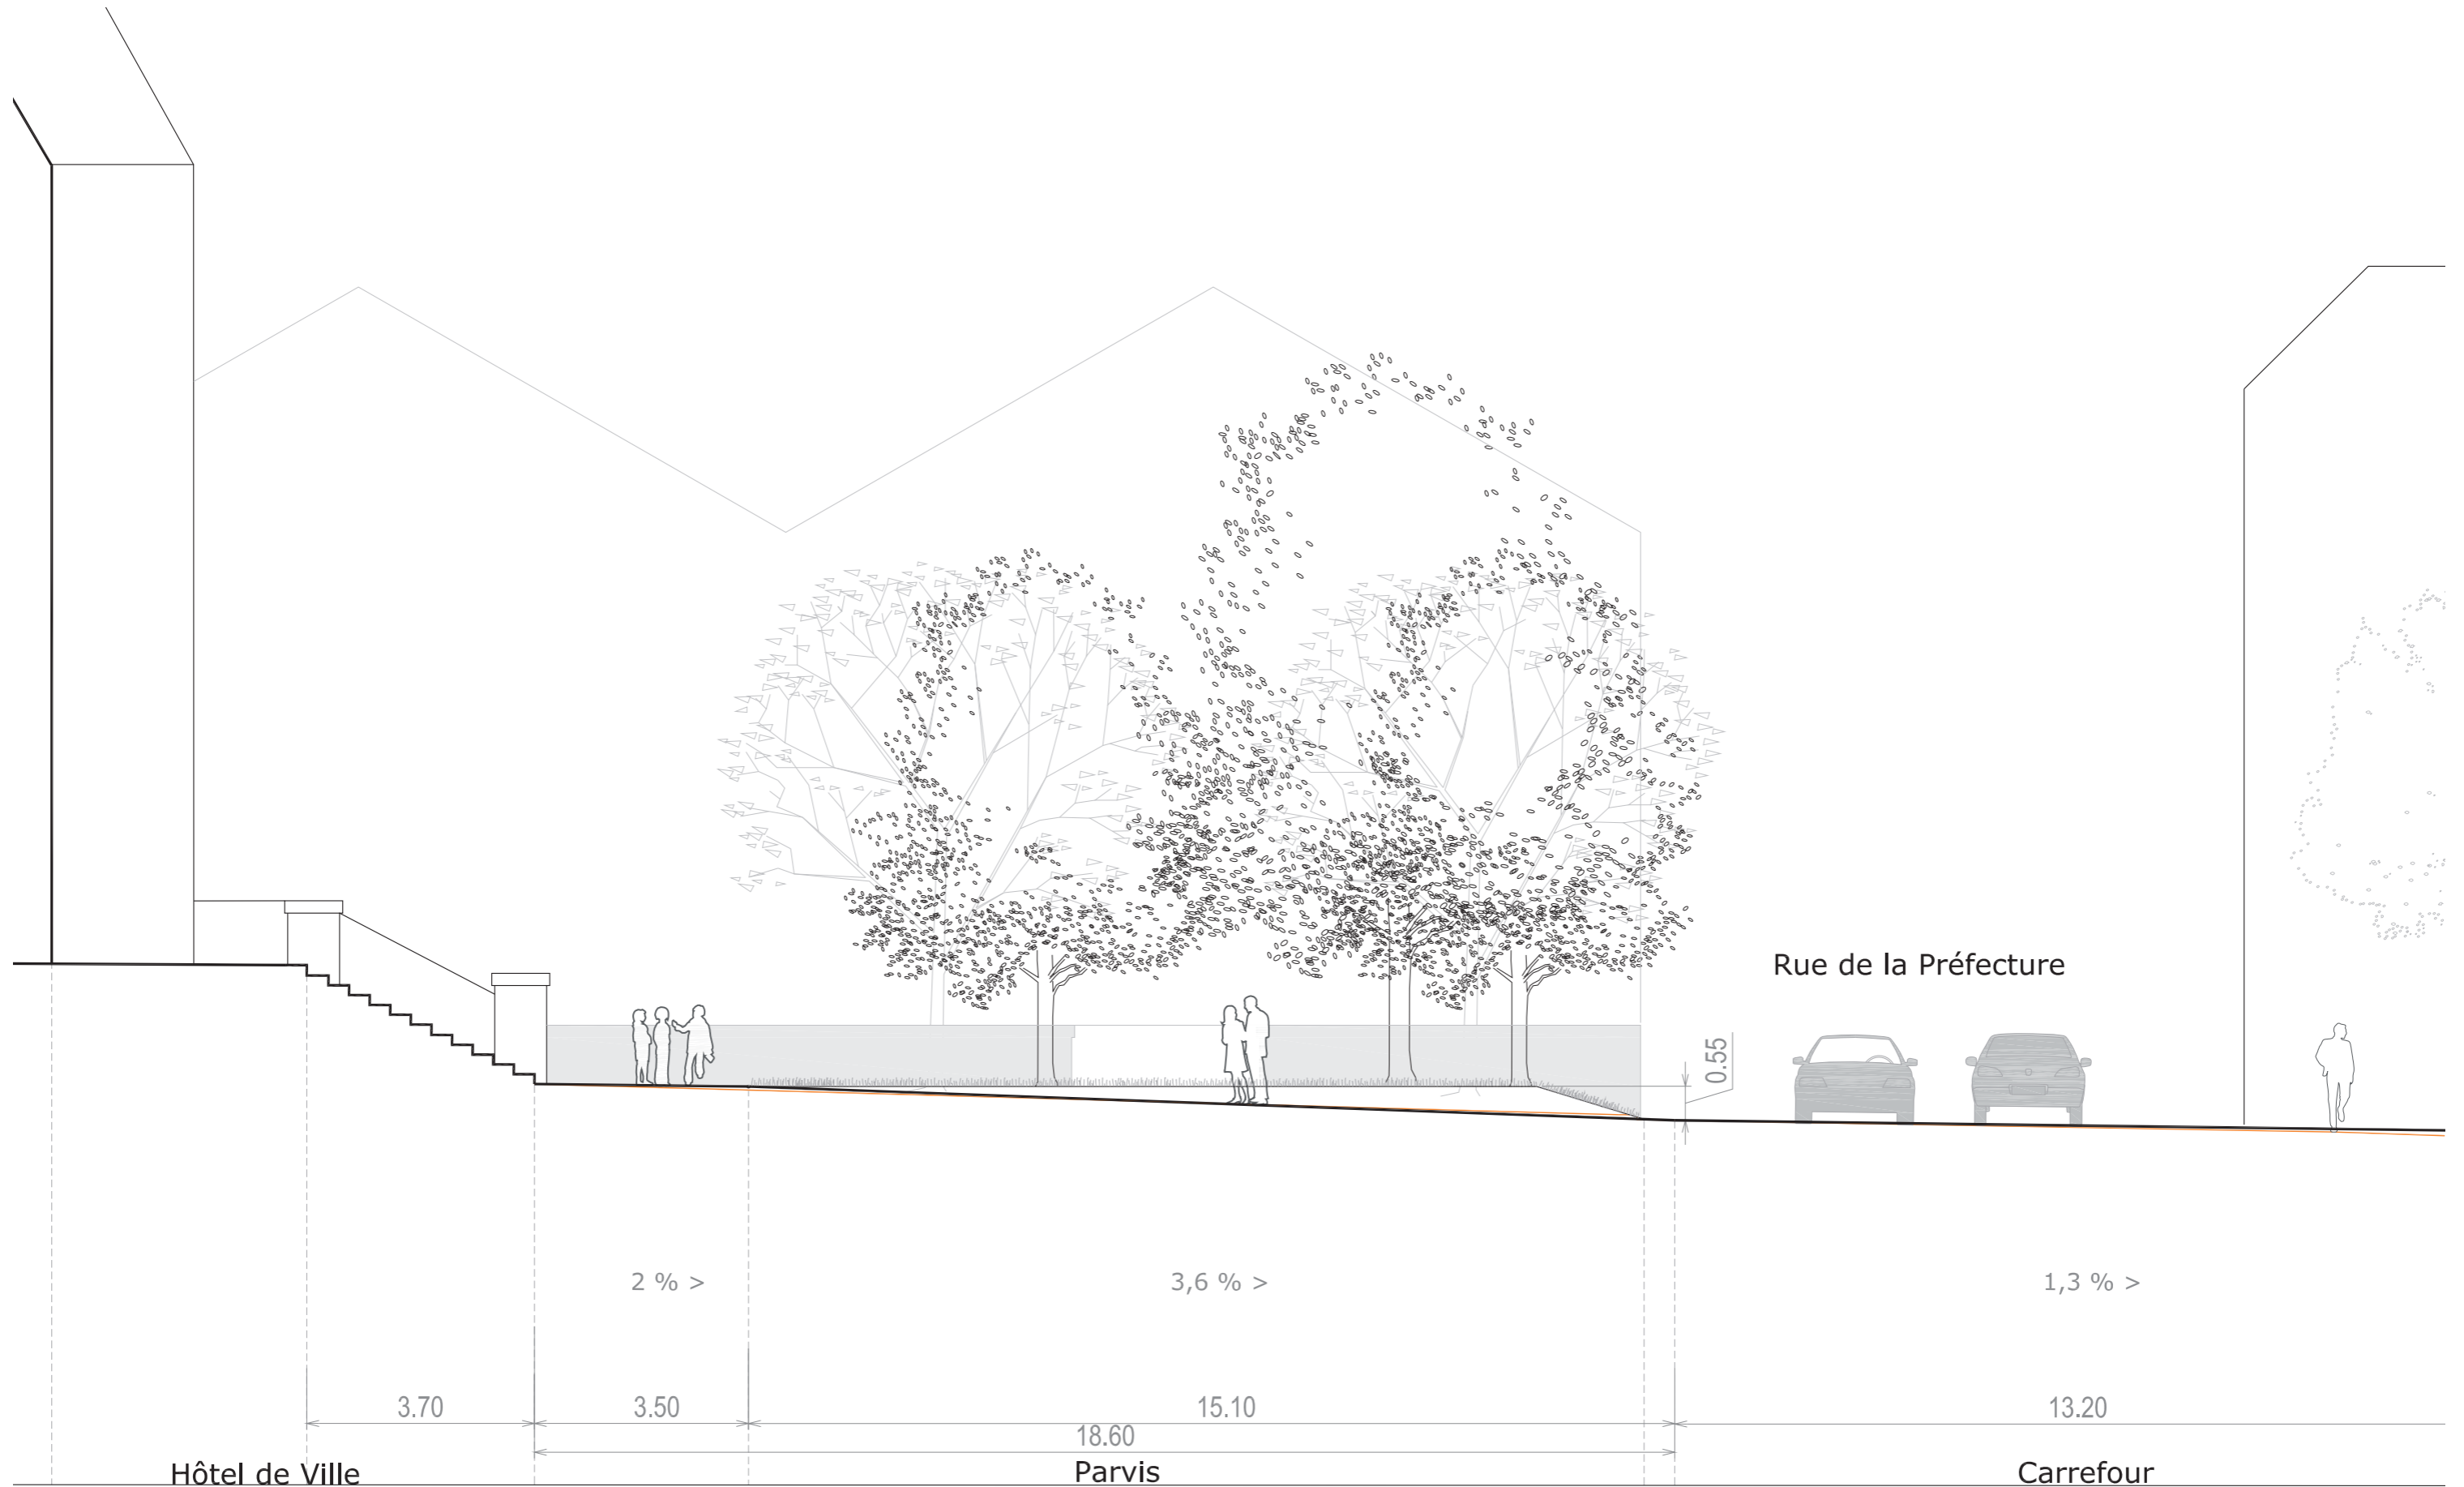 Rue de la Préfecture
0.55
2 % >
3,6 % >
1,3 % >
3.70
3.50
15.10
13.20
18.60
Hôtel de Ville
Parvis
Carrefour